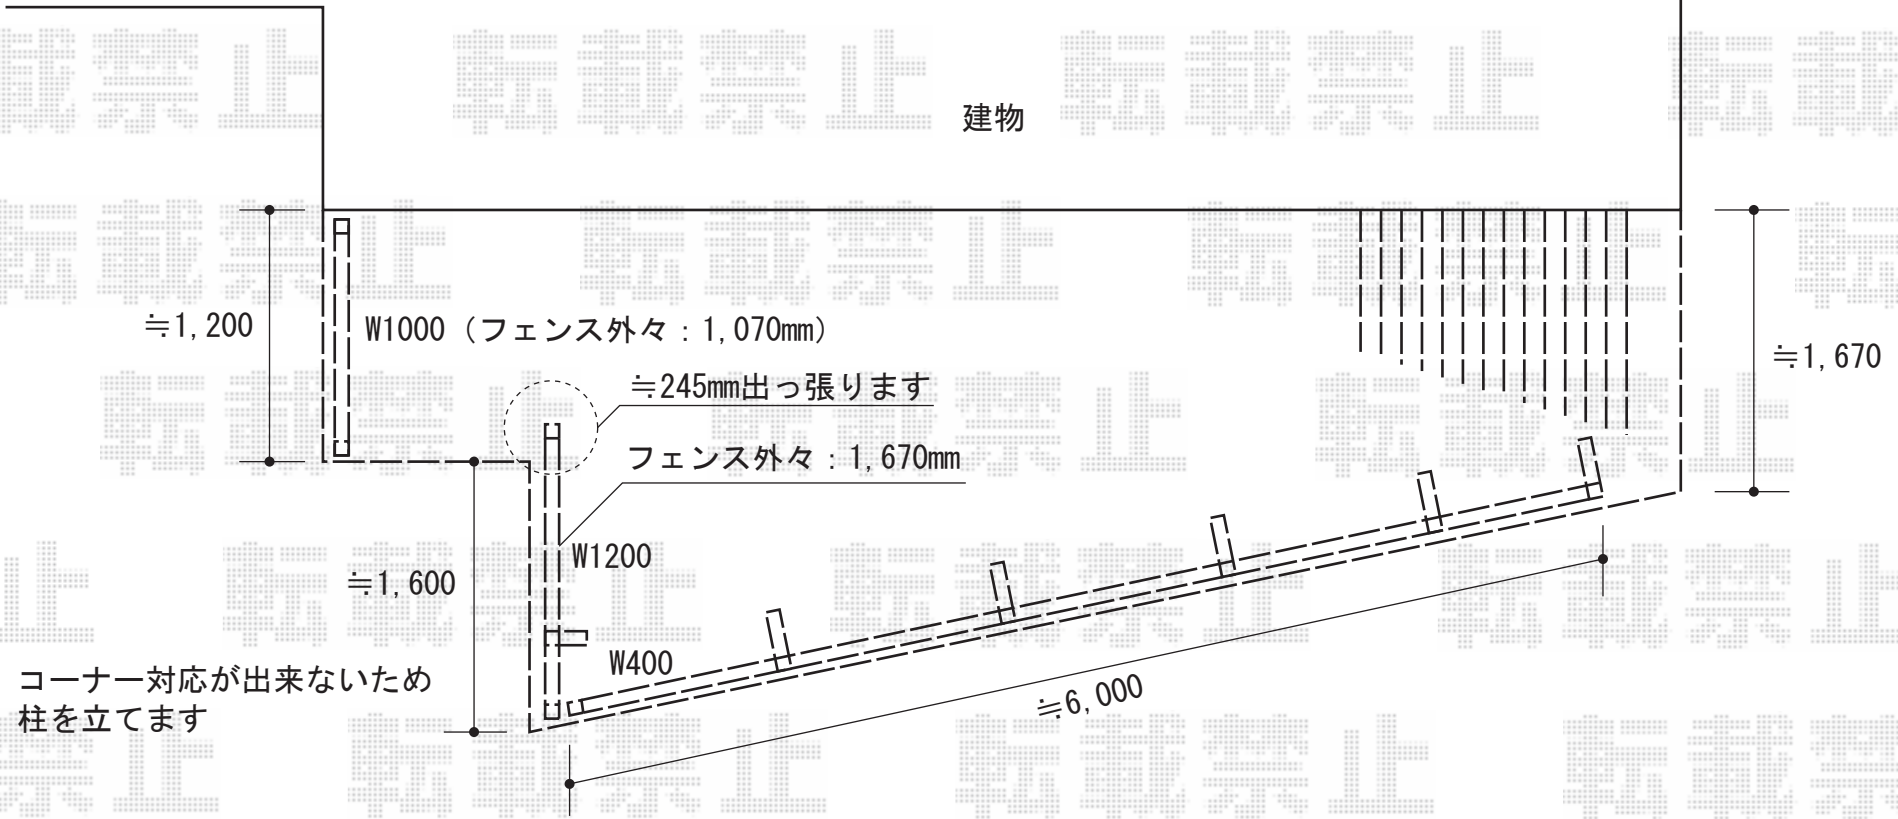 建物
≒1,200
W1000（フェンス外々：1,070mm）
≒1,670
≒245mm出っ張ります
フェンス外々：1,670mm
W1200
≒1,600
W400
コーナー対応が出来ないため
柱を立てます
≒6,000
転載禁止